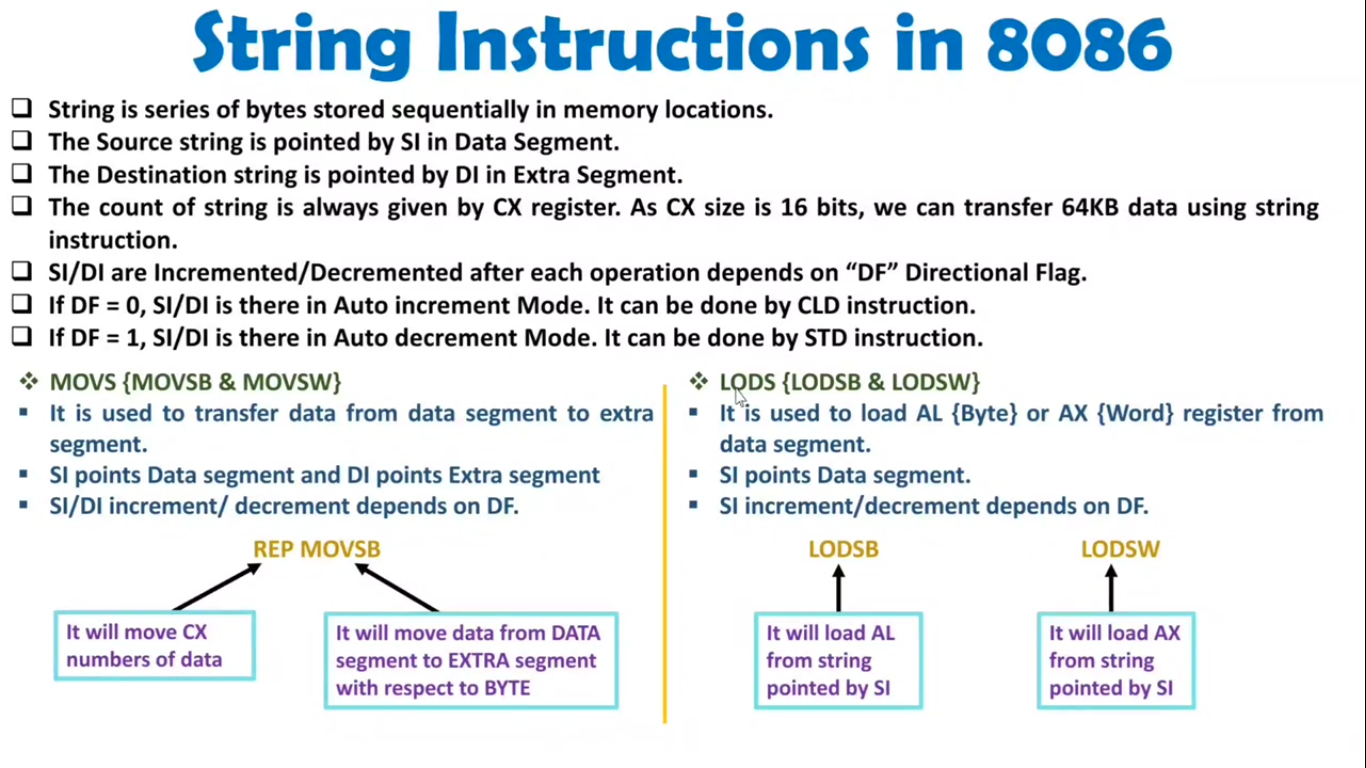 String Instructions in 8086
❑ String is series of bytes stored sequentially in memory locations.
❑ The Source string is pointed by SI in Data Segment.
❑ The Destination string is pointed by DI in Extra Segment.
❑ The count of string is always given by CX register. As CX size is 16 bits, we can transfer 64KB data using string
instruction.
❑ SI/DI are Incremented/Decremented after each operation depends on “DF” Directional Flag.
❑ If DF = 0, SI/DI is there in Auto increment Mode. It can be done by CLD instruction.
❑ If DF = 1, SI/DI is there in Auto decrement Mode. It can be done by STD instruction.
❖ MOVS {MOVSB & MOVSW}
▪ It is used to transfer data from data segment to extra
segment.
▪ SI points Data segment and DI points Extra segment
▪ SI/DI increment/ decrement depends on DF.
REP MOVSB
It will move CX
numbers of data
It will move data from DATA
segment to EXTRA segment
with respect to BYTE
❖ LODS {LODSB & LODSW}
▪ It is used to load AL {Byte} or AX {Word} register from
data segment.
▪ SI points Data segment.
▪ SI increment/decrement depends on DF.
LODSB
LODSW
It will load AL
from string
pointed by SI
It will load AX
from string
pointed by SI